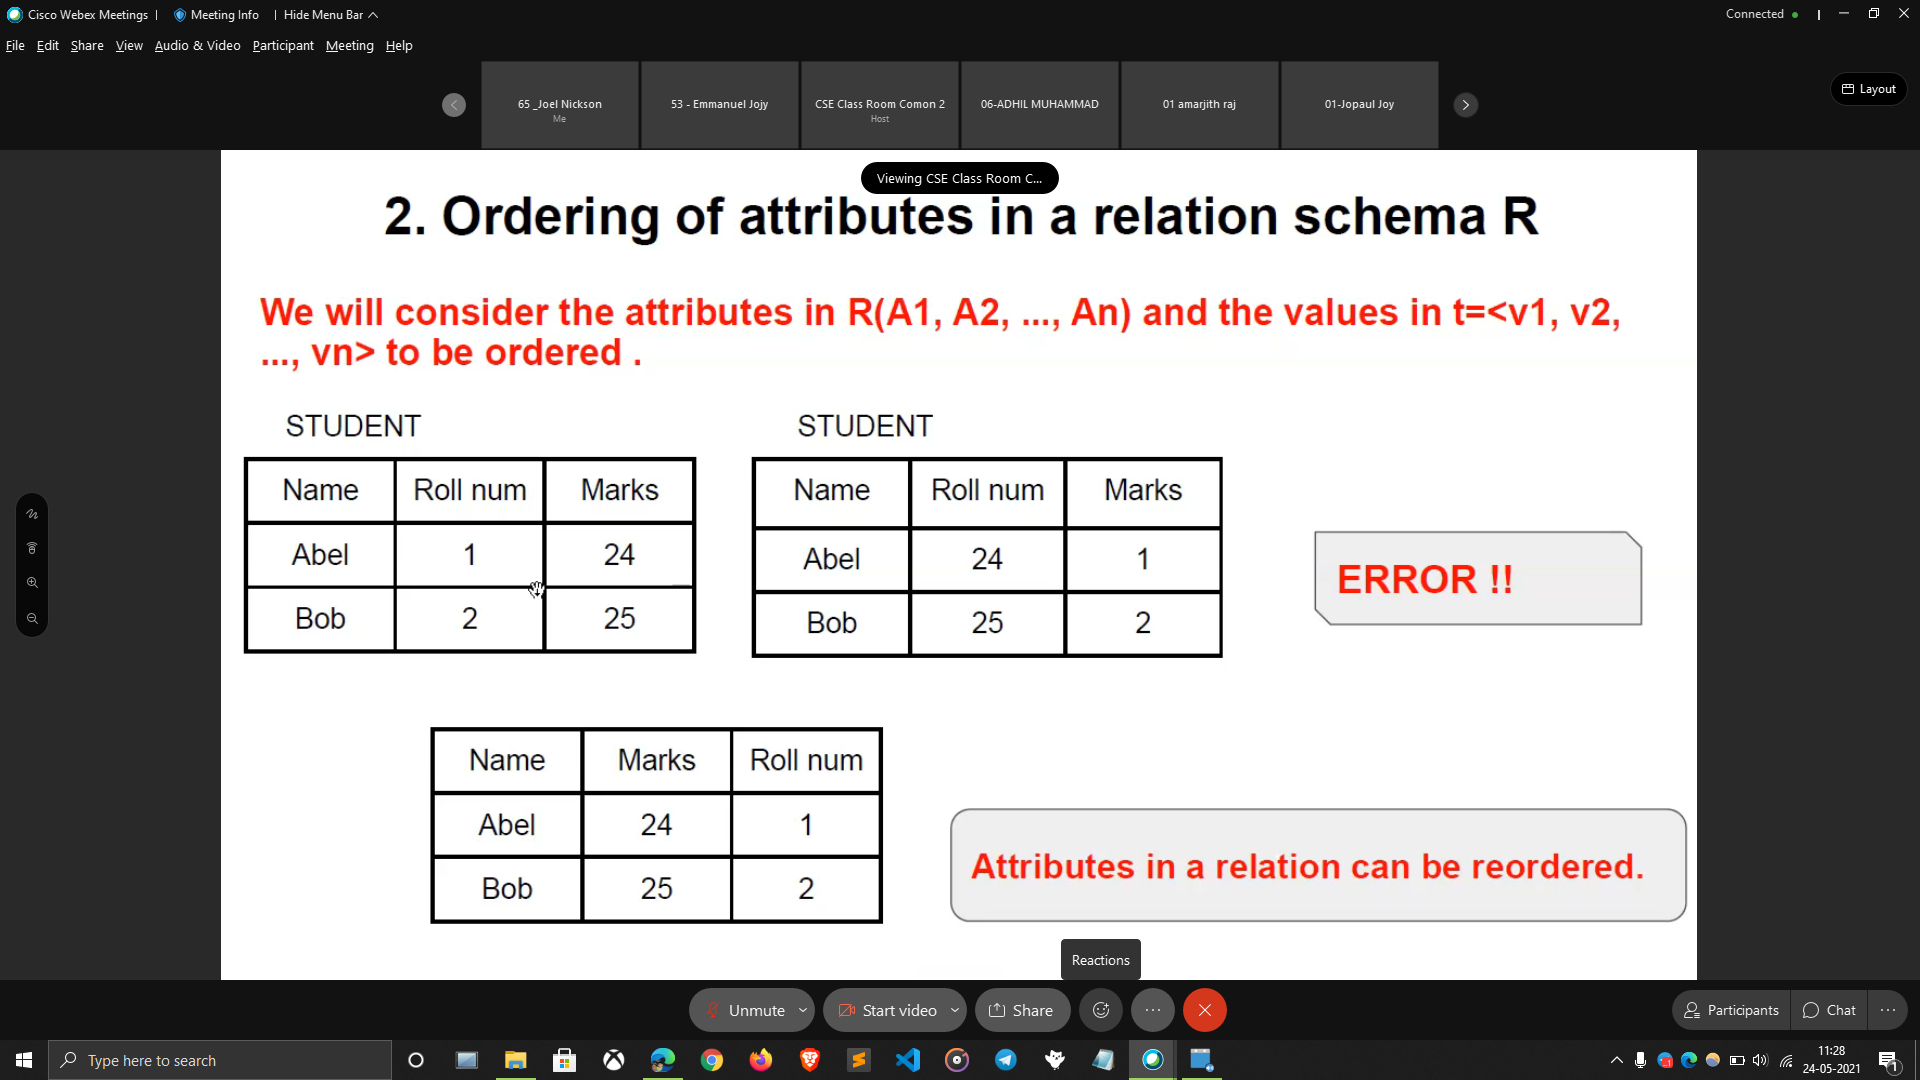 Cisco Webex Meetings | Meeting Info | Hide Menu Bar Connected
File Edit Share View Audio & Video Participant Meeting Help
65 _Joel Nickson
Me
53 - Emmanuel Jojy
CSE Class Room Comon 2
Host
06-ADHIL MUHAMMAD
01 amarjith raj
01-Jopaul Joy
Layout
Viewing CSE Class Room C...
2. Ordering of attributes in a relation schema R
We will consider the attributes in R(A1, A2, ..., An) and the values in t=<v1, v2,
..., vn> to be ordered .
STUDENT
Name Roll num Marks
Abel 1 24
Bob 2 25
STUDENT
Name Roll num Marks
Abel 24 1
Bob 25 2
ERROR !!
Name Marks Roll num
Abel 24 1
Bob 25 2
Attributes in a relation can be reordered.
Reactions
Unmute Start video Share Participants Chat
Type here to search
11:28
24-05-2021
1